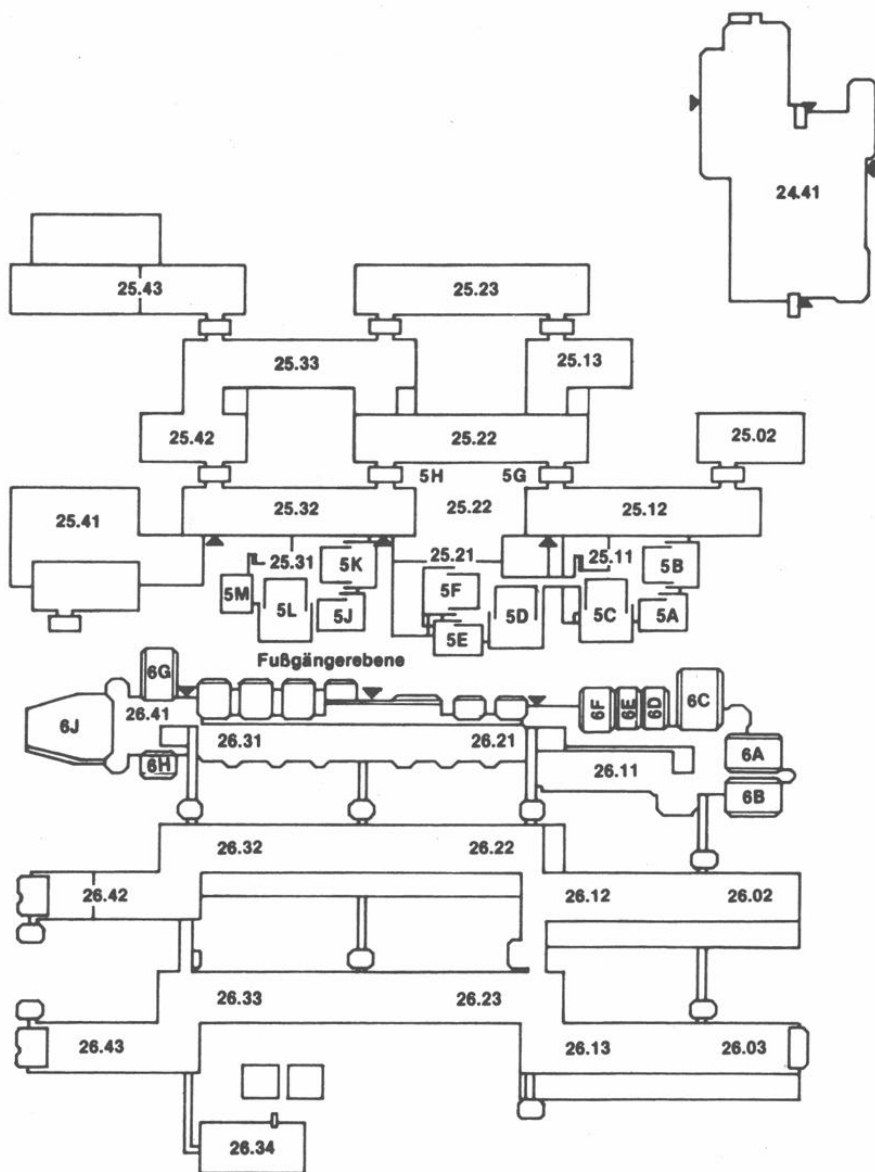 24.41
25.43
25.23
25.33
25.13
25.42
25.22
25.02
5H
5G
25.41
25.32
25.22
25.12
25.31
5K
25.21
25.11
5B
5M
5L
5J
5F
5E
5D
5C
5A
Fußgängerebene
6G
6J
26.41
6H
26.31
26.21
6F
6E
6D
6C
26.11
6A
6B
26.32
26.22
26.42
26.12
26.02
26.33
26.23
26.43
26.13
26.03
26.34